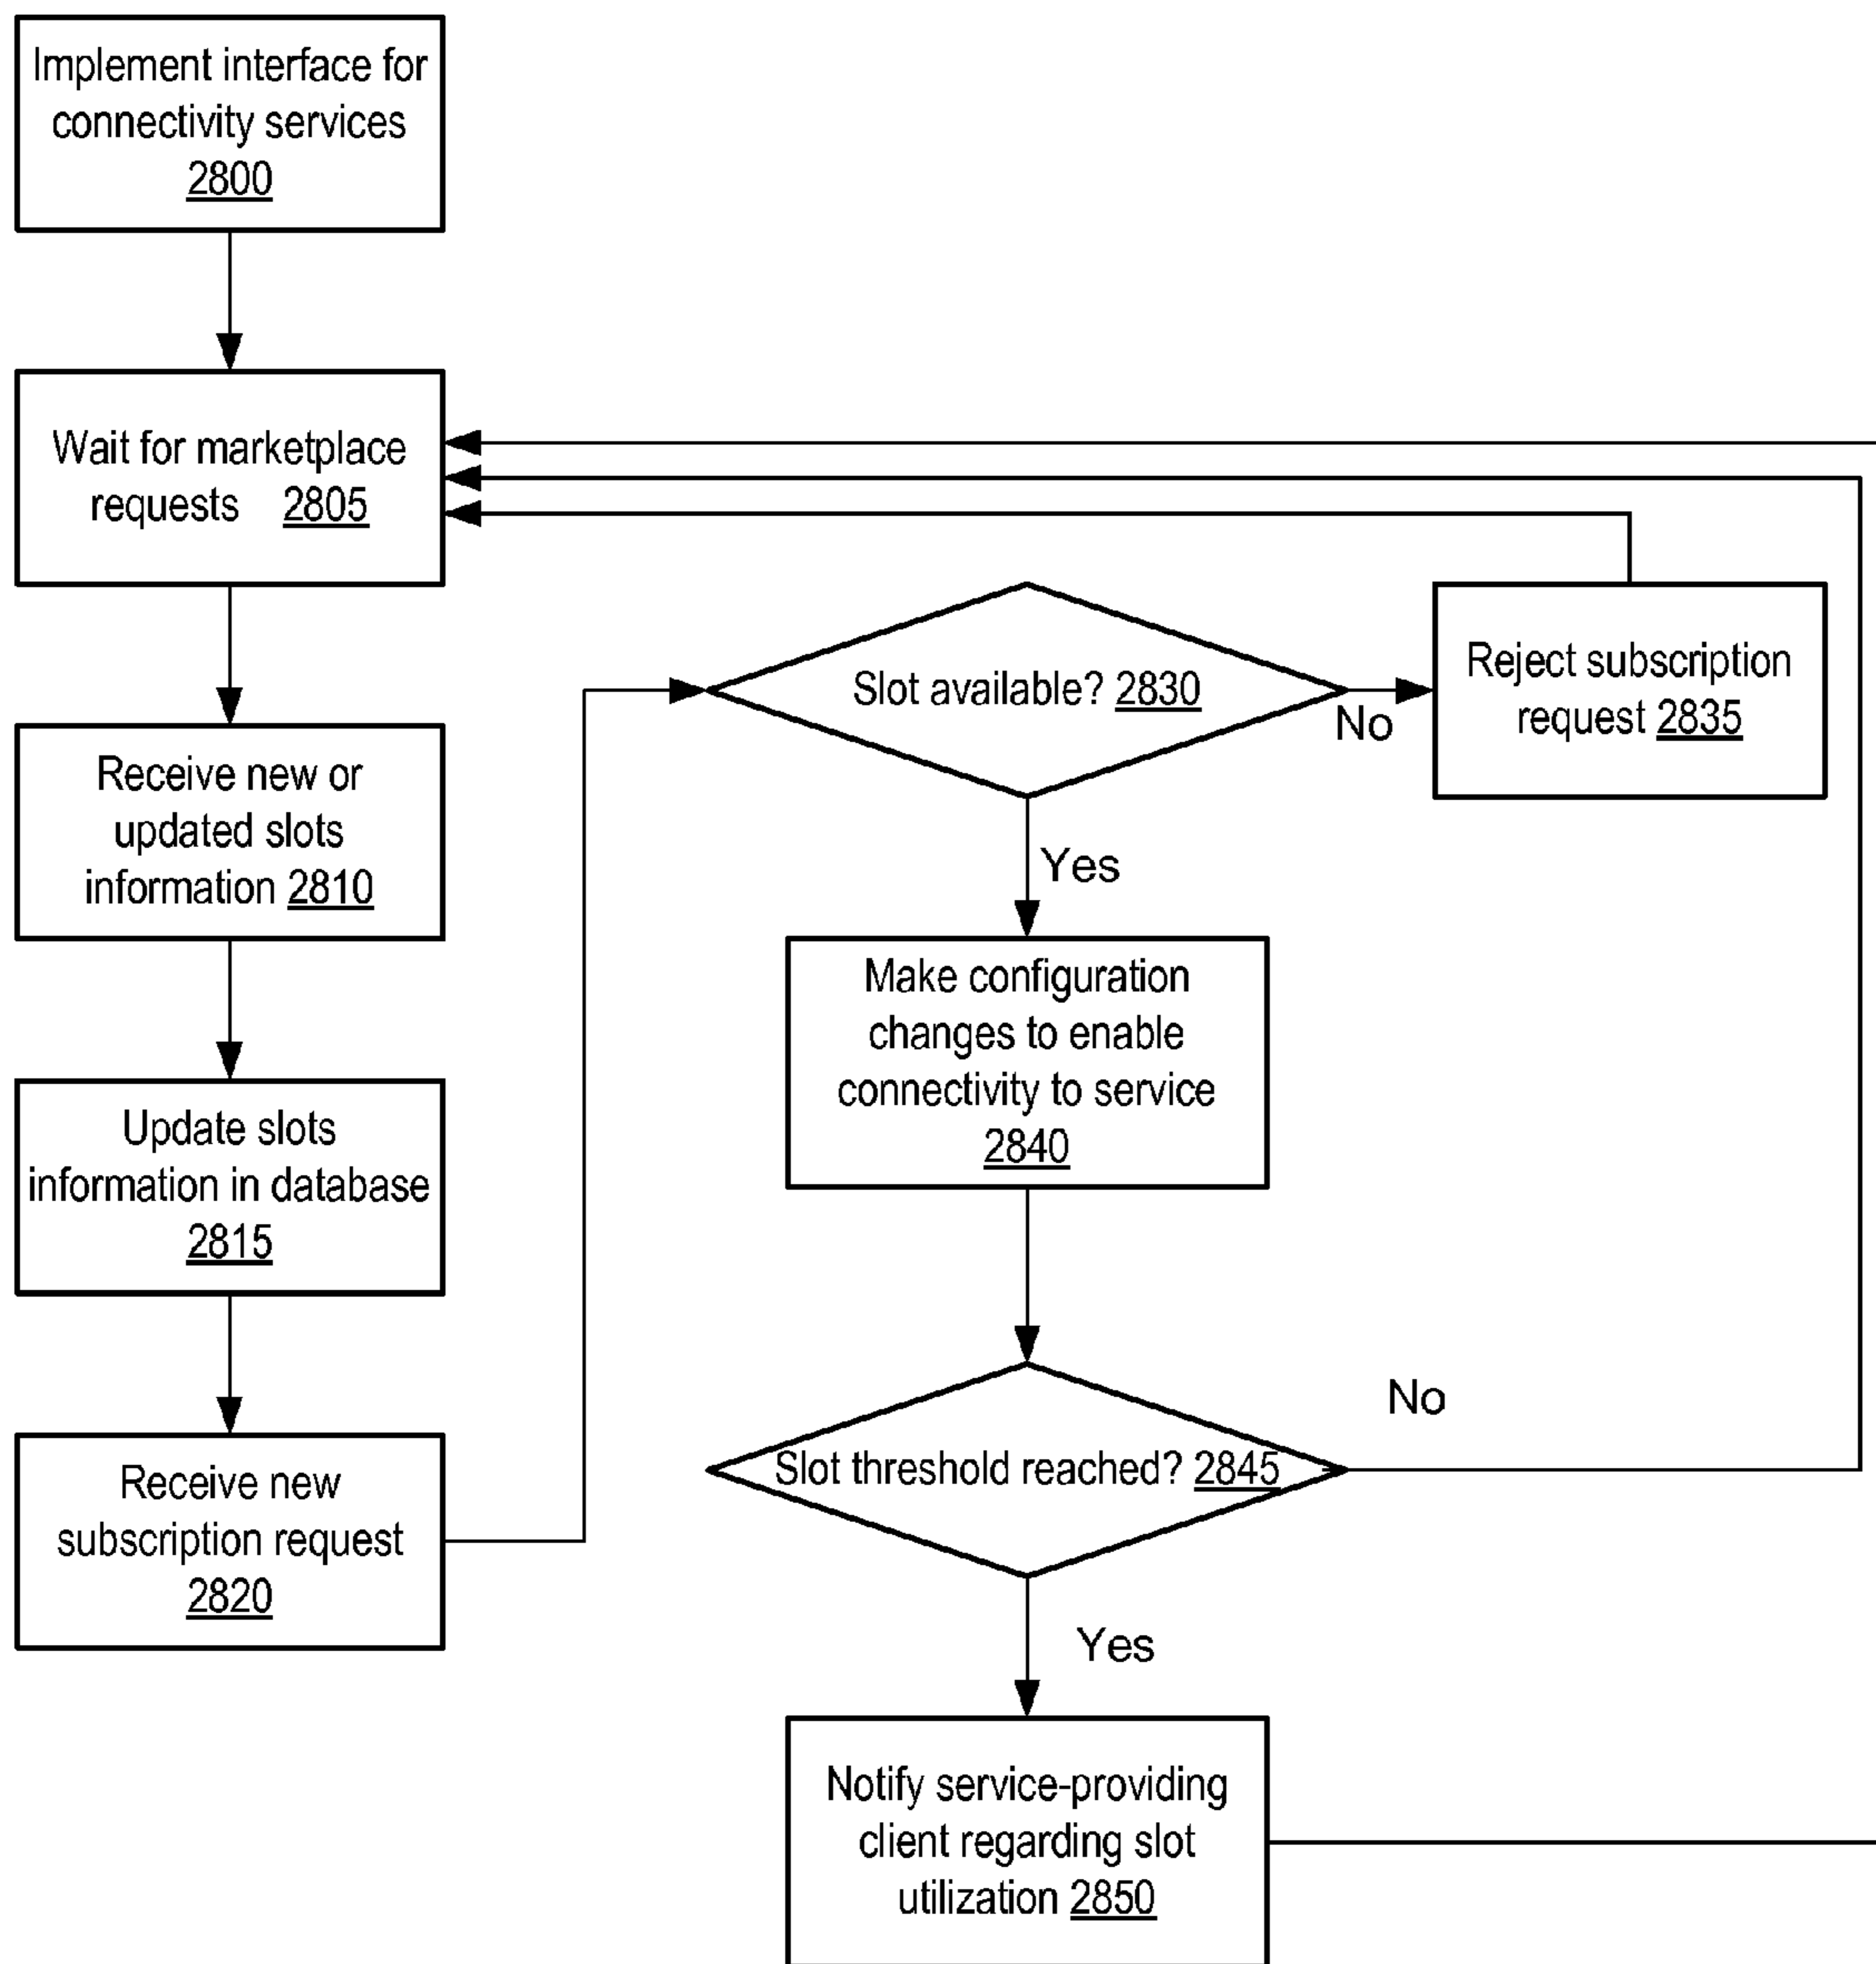 Implement interface for
connectivity services
2800
Wait for marketplace
requests 2805
Receive new or
updated slots
information 2810
Update slots
information in database
2815
Receive new
subscription request
2820
Slot available? 2830
No
Reject subscription
request 2835
Yes
Make configuration
changes to enable
connectivity to service
2840
Slot threshold reached? 2845
No
Yes
Notify service-providing
client regarding slot
utilization 2850